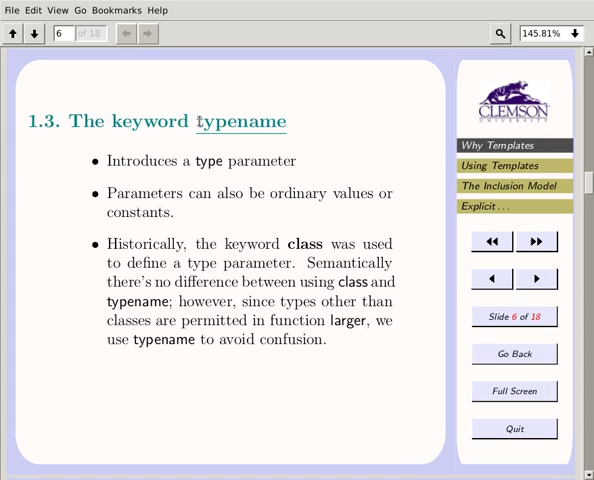 File Edit View Go Bookmarks Help
6 of 18
145.81%
1.3. The keyword typename
• Introduces a type parameter
• Parameters can also be ordinary values or
constants.
• Historically, the keyword class was used
to define a type parameter. Semantically
there's no difference between using class and
typename; however, since types other than
classes are permitted in function larger, we
use typename to avoid confusion.
CLEMSON
UNIVERSITY
Why Templates
Using Templates
The Inclusion Model
Explicit . . .
Slide 6 of 18
Go Back
Full Screen
Quit